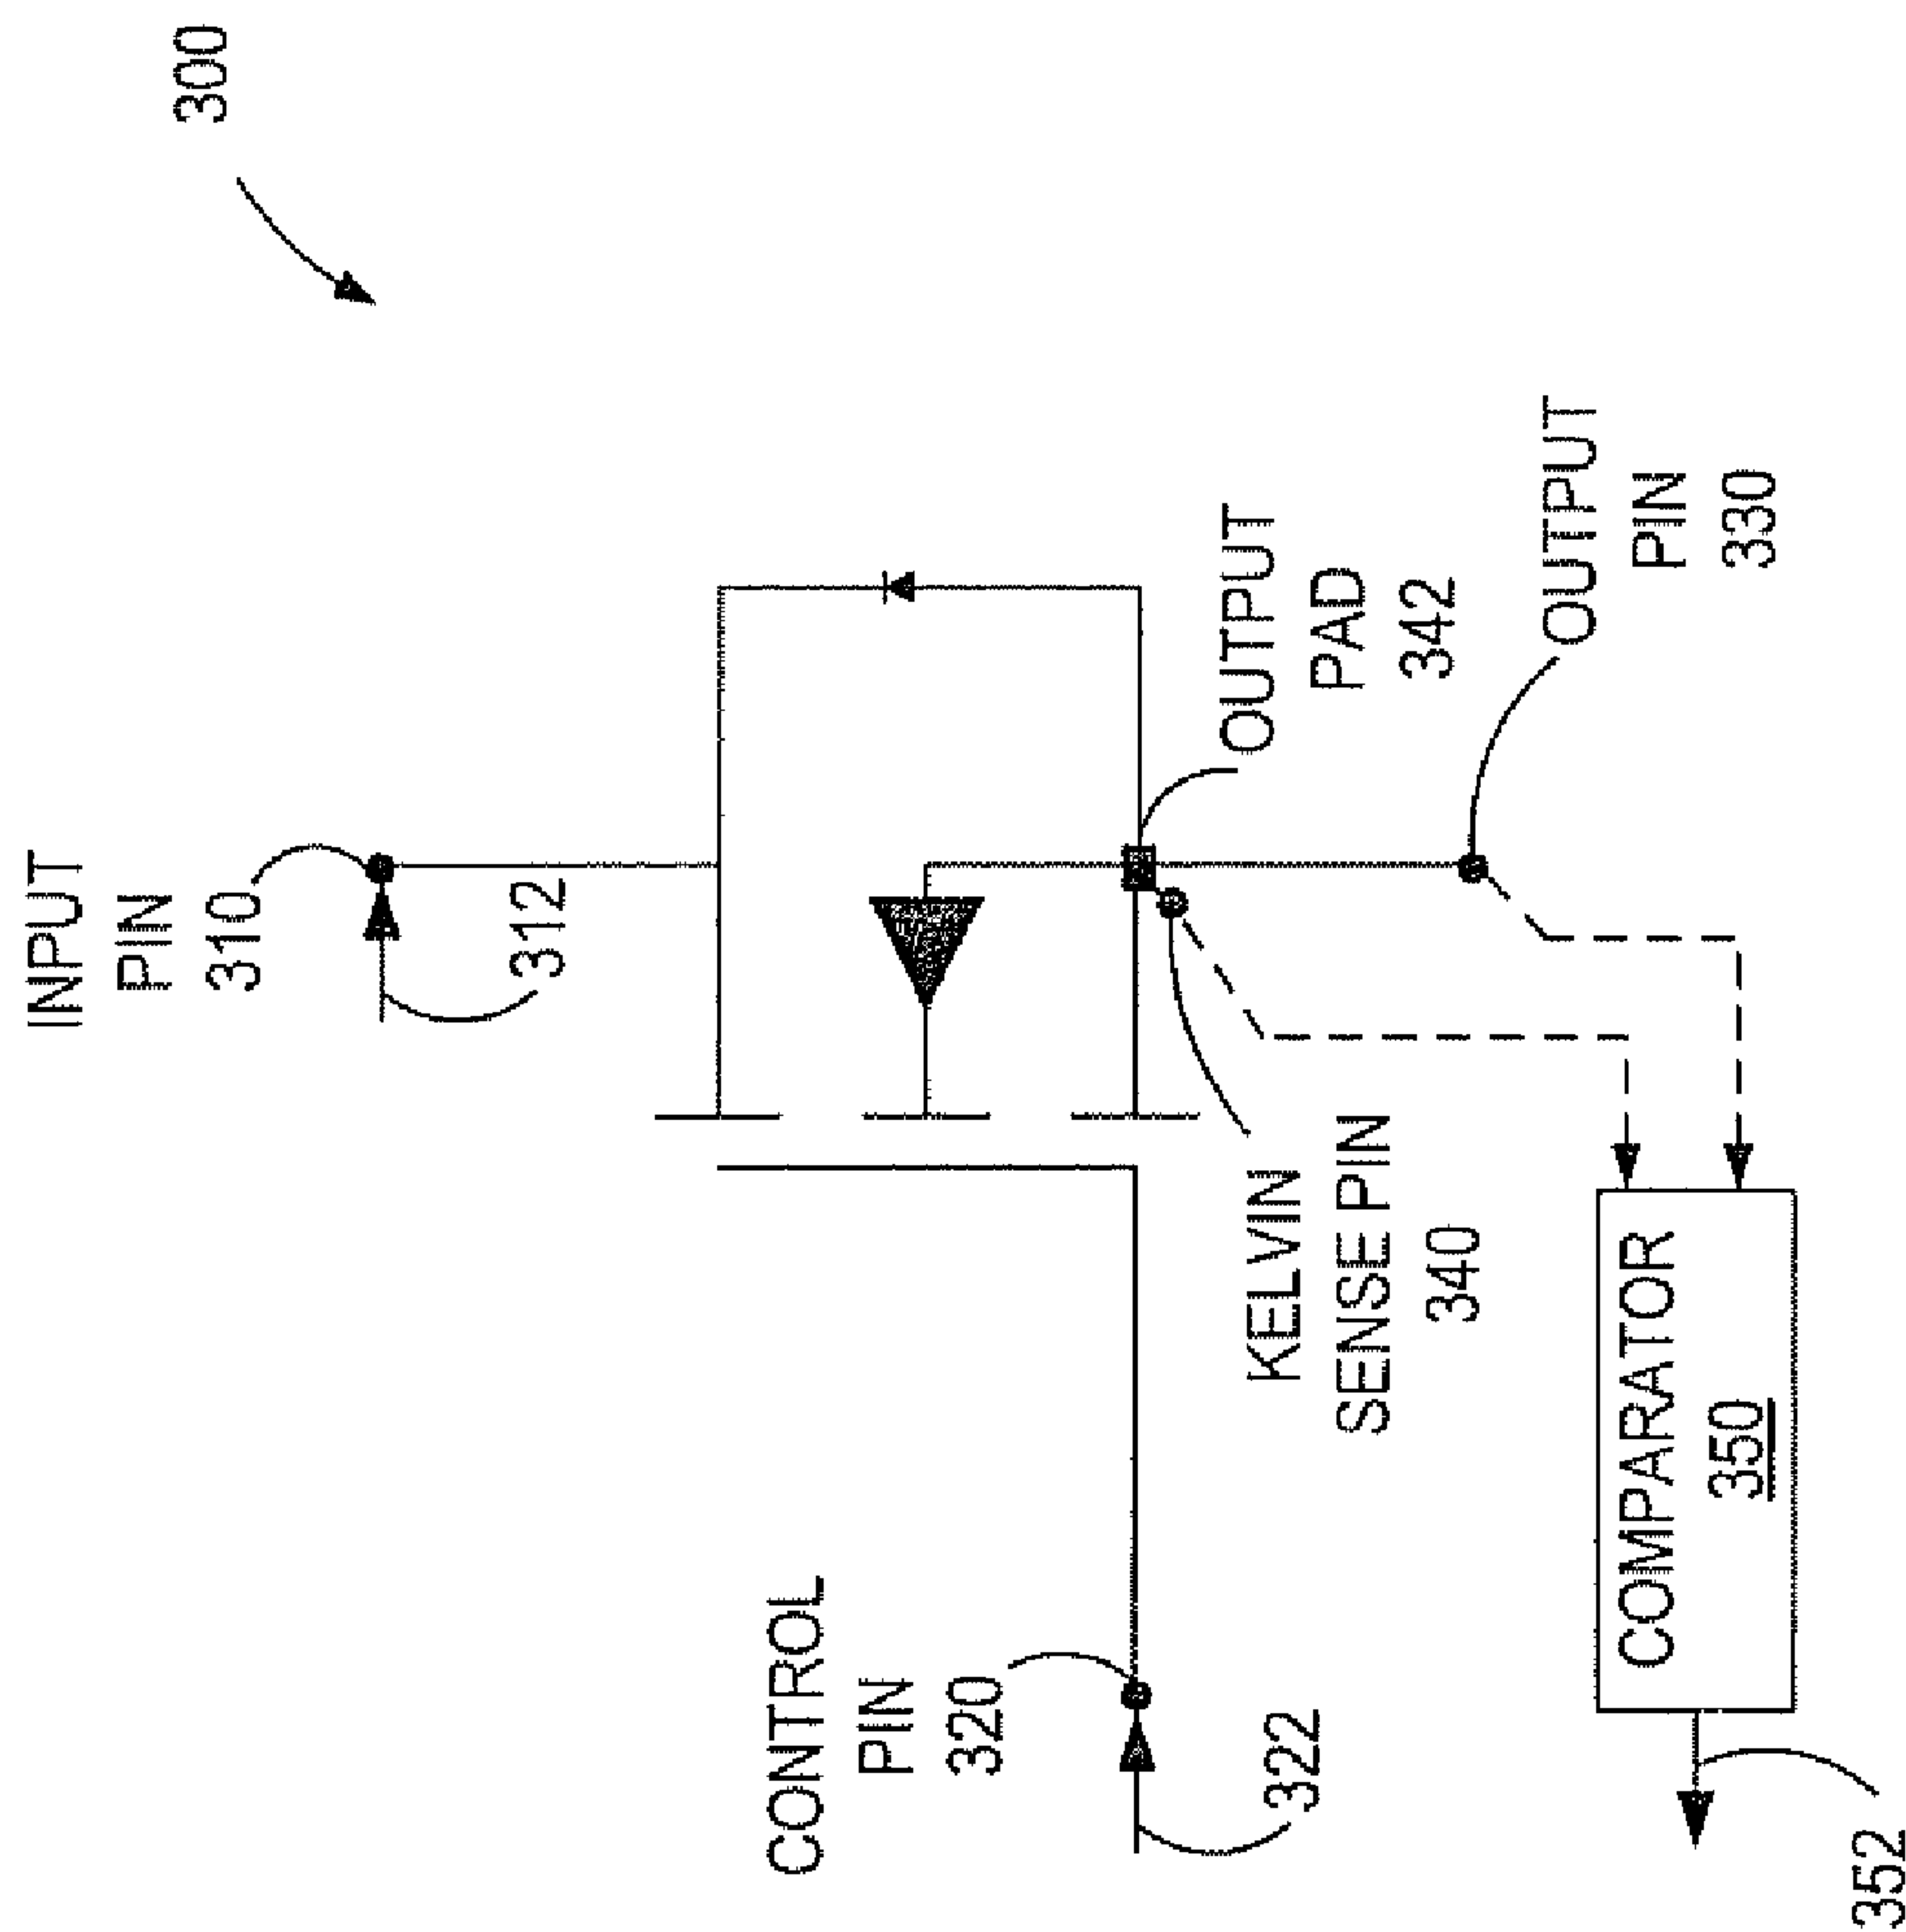 300
INPUT
PIN
310
312
CONTROL
PIN
320
322
OUTPUT
PAD
342
KELVIN
SENSE PIN
340
OUTPUT
PIN
330
COMPARATOR
350
352